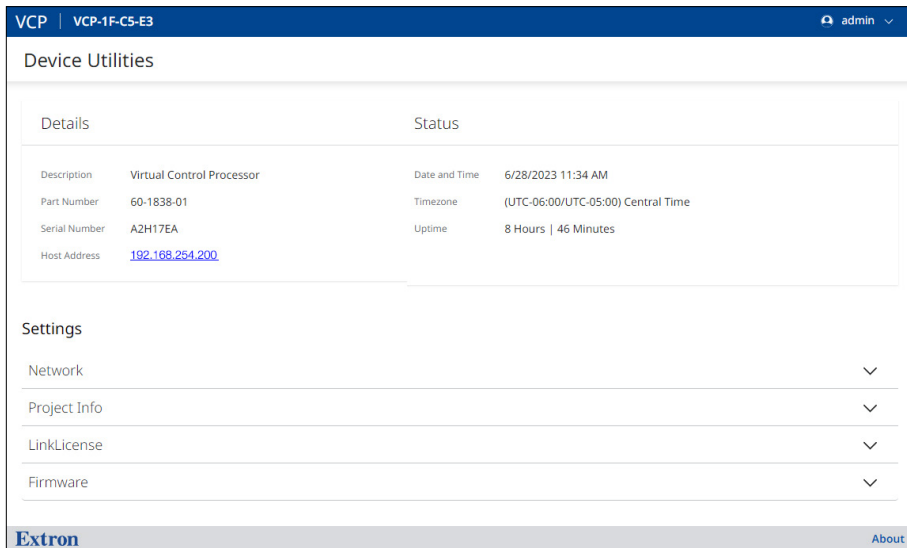 VCP | VCP-1F-C5-E3 admin
Device Utilities
Details
Description Virtual Control Processor
Part Number 60-1838-01
Serial Number A2H17EA
Host Address 192.168.254.200
Status
Date and Time 6/28/2023 11:34 AM
Timezone (UTC-06:00/UTC-05:00) Central Time
Uptime 8 Hours | 46 Minutes
Settings
Network
Project Info
LinkLicense
Firmware
Extron About